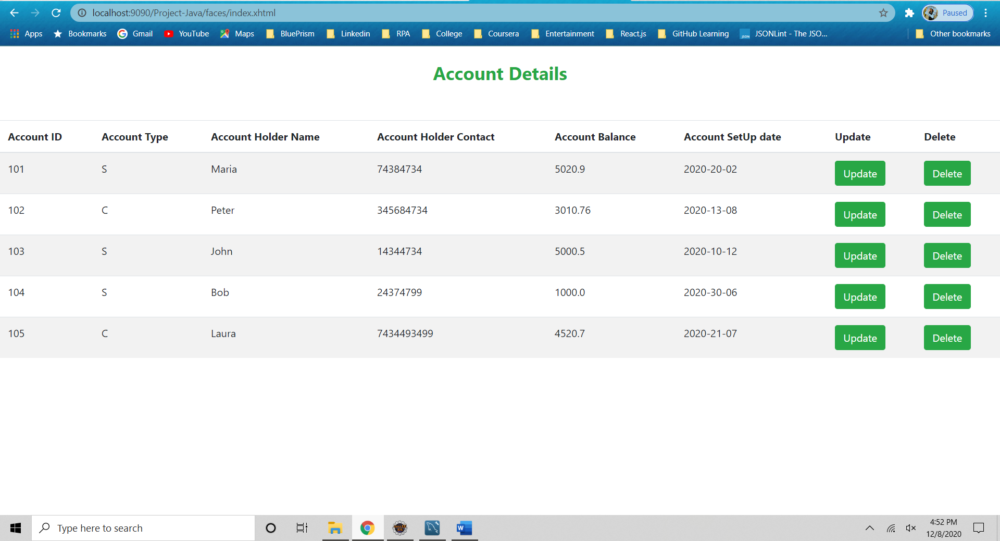 localhost:9090/Project-Java/faces/index.xhtml Paused
Apps Bookmarks Gmail YouTube Maps BluePrism Linkedin RPA College Coursera Entertainment React.js GitHub Learning JSON JSONLint - The JSO... Other bookmarks
Account Details
Account ID Account Type Account Holder Name Account Holder Contact Account Balance Account SetUp date Update Delete
101 S Maria 74384734 5020.9 2020-20-02 Update Delete
102 C Peter 345684734 3010.76 2020-13-08 Update Delete
103 S John 14344734 5000.5 2020-10-12 Update Delete
104 S Bob 24374799 1000.0 2020-30-06 Update Delete
105 C Laura 7434493499 4520.7 2020-21-07 Update Delete
Type here to search W 4:52 PM
12/8/2020